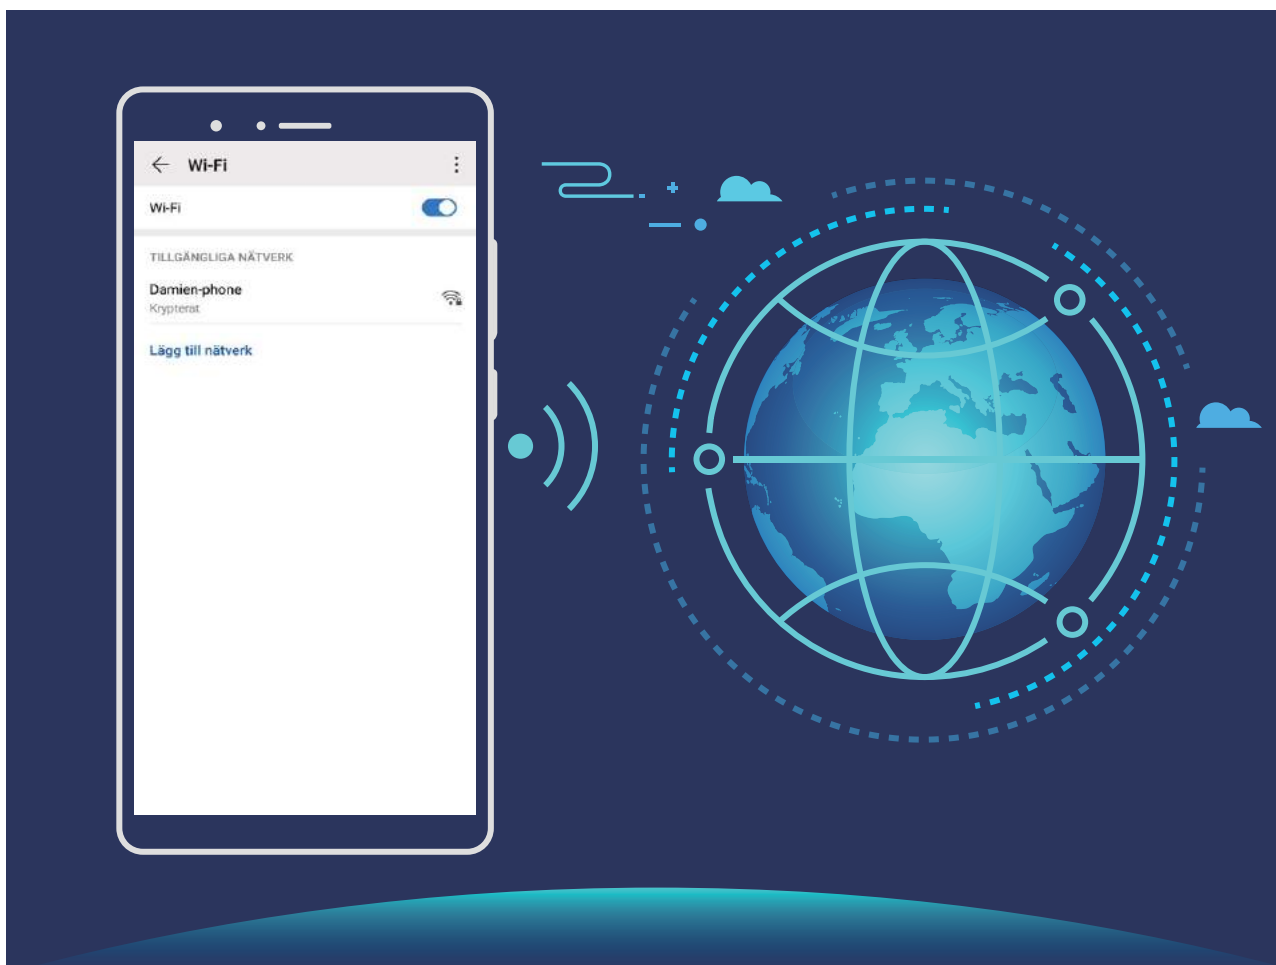 Wi-Fi
Wi-Fi
TILLGÄNGLIGA NÄTVERK
Damien-phone
Krypterat
Lägg till nätverk